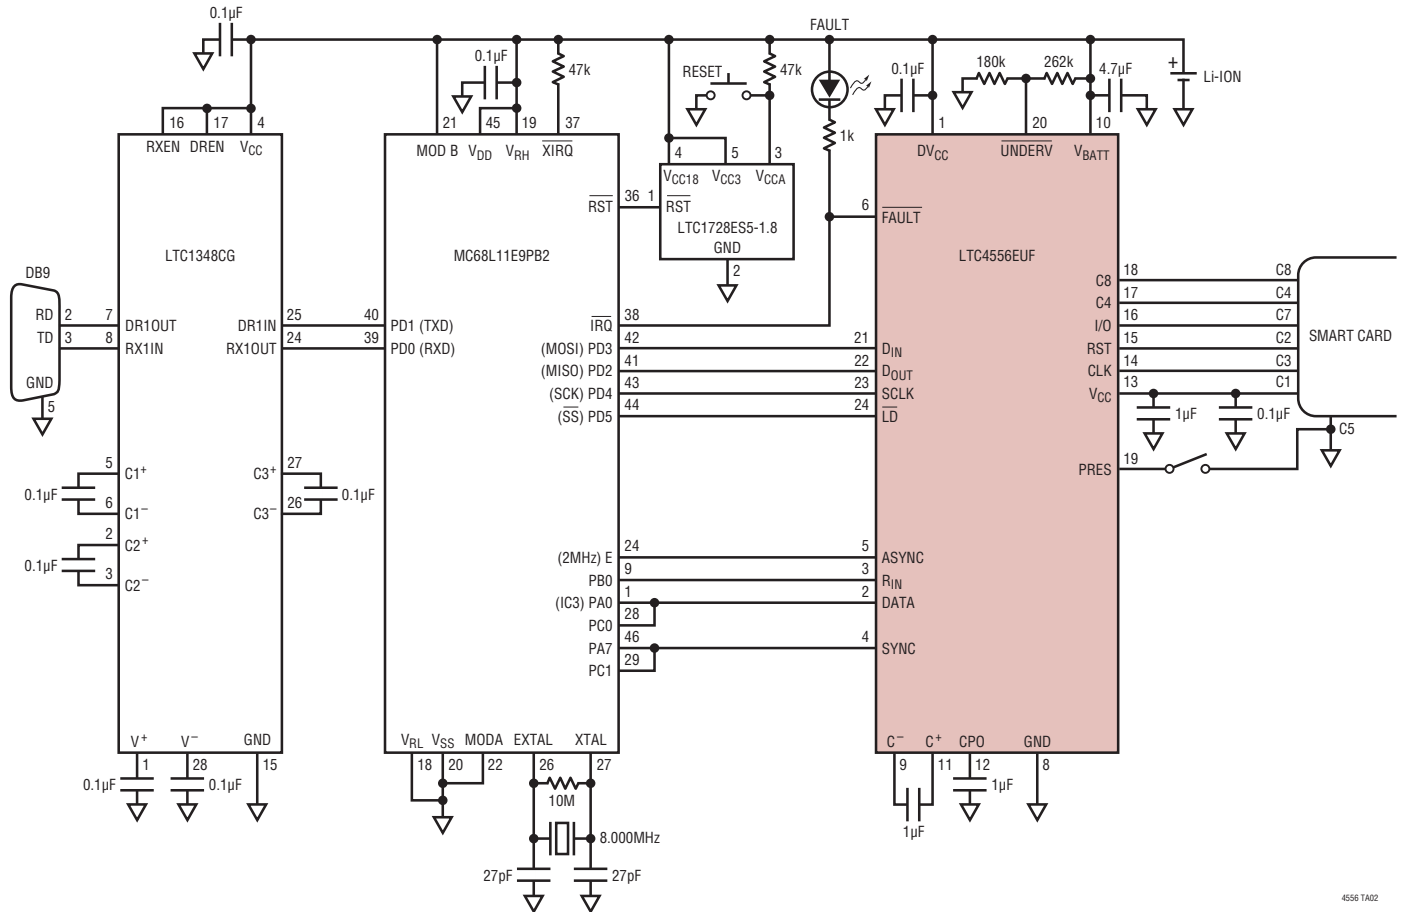 0.1µF
FAULT
0.1µF
47k
RESET
47k
0.1µF
180k
262k
4.7µF
+
Li-ION
1k
16 17 4
RXEN DREN VCC
21 45 19 37
MOD B VDD VRH XIRQ
4 5 3
VCC18 VCC3 VCCA
1 20 10
DVCC UNDERV VBATT
RST 36 1 RST
LTC1728ES5-1.8
GND
2
6
FAULT
LTC1348CG
MC68L11E9PB2
LTC4556EUF
DB9
RD 2 7 DR1OUT
TD 3 8 RX1IN
GND
5
DR1IN 25 40 PD1 (TXD)
RX1OUT 24 39 PD0 (RXD)
IRQ 38
(MOSI) PD3 42 21 DIN
(MISO) PD2 41 22 DOUT
(SCK) PD4 43 23 SCLK
(SS) PD5 44 24 LD
C8 18 C8
C4 17 C4
I/O 16 C7
RST 15 C2
CLK 14 C3
VCC 13 C1
SMART CARD
1µF
0.1µF
C5
PRES 19
5 C1+
0.1µF
6 C1–
2 C2+
0.1µF
3 C2–
C3+ 27
0.1µF
C3– 26
(2MHz) E 24 5 ASYNC
PB0 9 3 RIN
(IC3) PA0 1 2 DATA
PC0 28
PA7 46 4 SYNC
PC1 29
V+ V– GND
1 28 15
0.1µF
0.1µF
VRL VSS MODA EXTAL XTAL
18 20 22 26 27
10M
8.000MHz
27pF
27pF
C– C+ CPO GND
9 11 12 8
1µF
1µF
4556 TA02